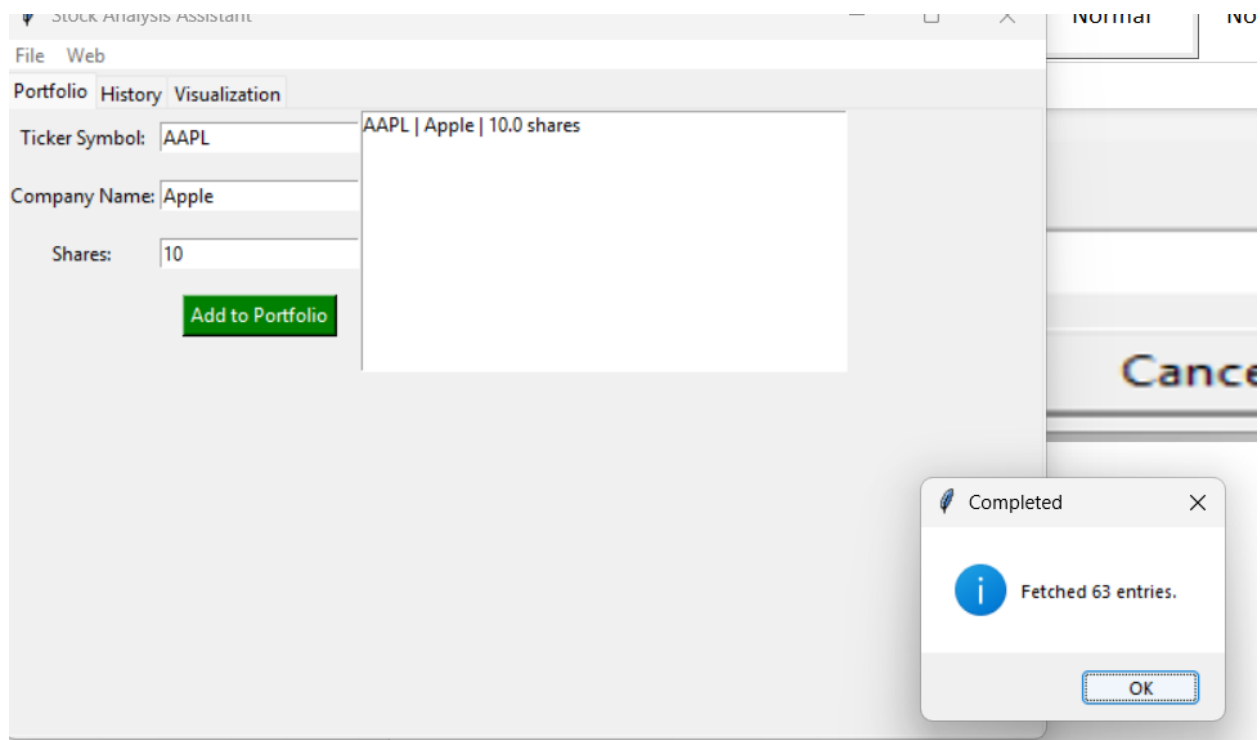 Stock Analysis Assistant
Normal
File Web
Portfolio History Visualization
Ticker Symbol: AAPL
AAPL | Apple | 10.0 shares
Company Name: Apple
Shares: 10
Add to Portfolio
Completed
Fetched 63 entries.
OK